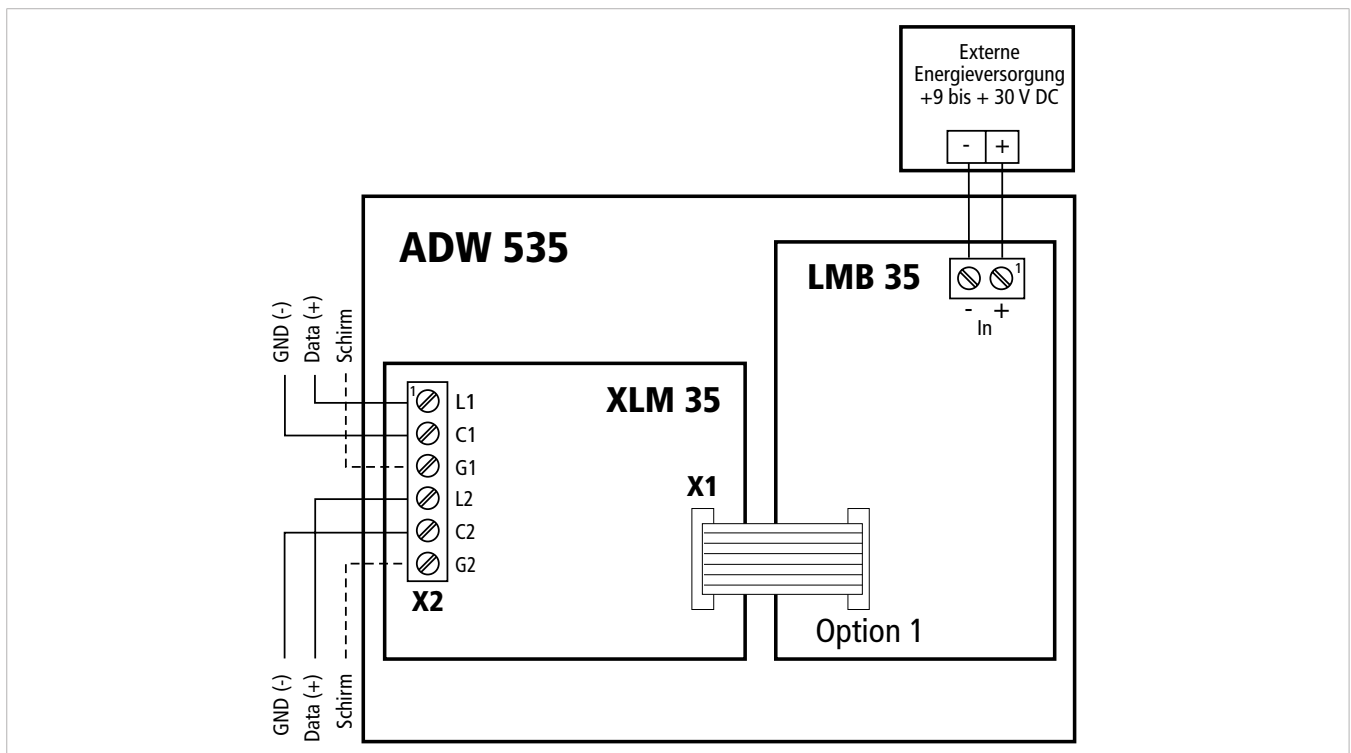 Externe
Energieversorgung
+9 bis + 30 V DC
- +
ADW 535
LMB 35
1
- +
In
GND (-)
Data (+)
Schirm
XLM 35
1
L1
C1
G1
L2
C2
G2
X2
X1
Option 1
GND (-)
Data (+)
Schirm